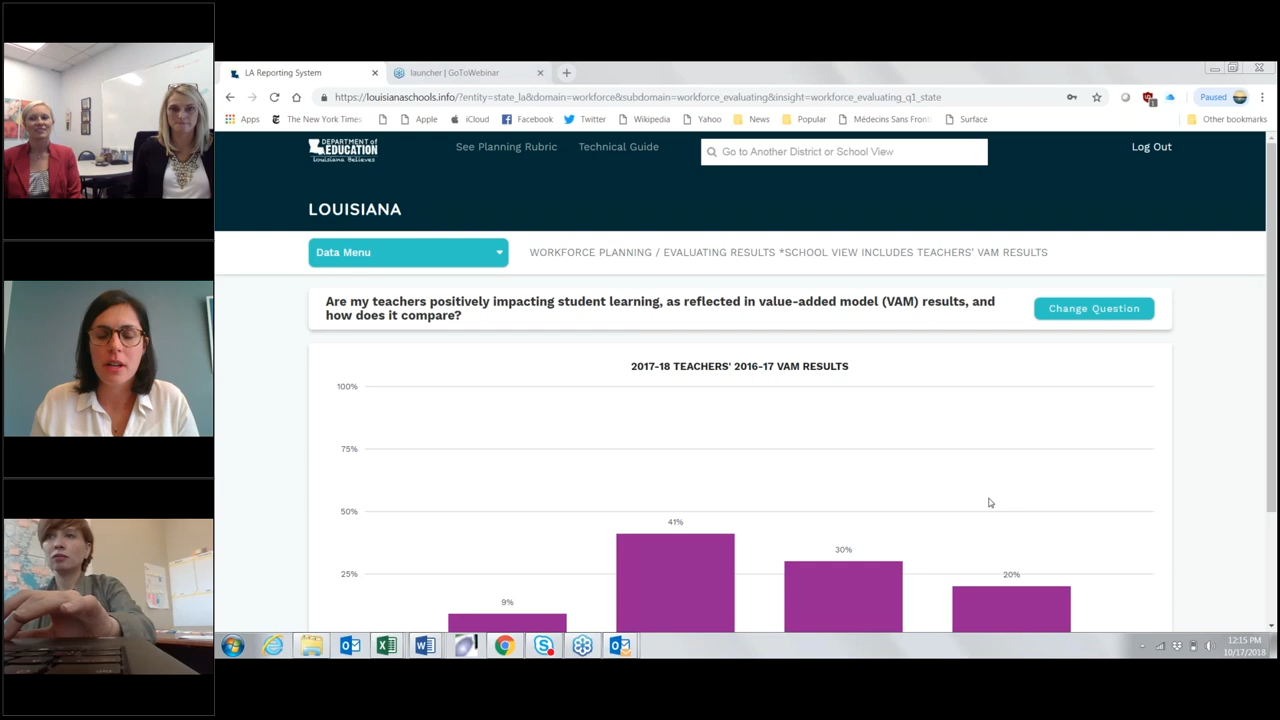 LA Reporting System
launcher | GoToWebinar
https://louisianaschools.info/?entity=state_la&domain=workforce&subdomain=workforce_evaluating&insight=workforce_evaluating_q1_state
Paused
Apps
The New York Times
Apple
iCloud
Facebook
Twitter
Wikipedia
Yahoo
News
Popular
Médecins Sans Front
Surface
Other bookmarks
DEPARTMENT of
EDUCATION
Louisiana Believes
See Planning Rubric
Technical Guide
Go to Another District or School View
Log Out
LOUISIANA
Data Menu
WORKFORCE PLANNING / EVALUATING RESULTS *SCHOOL VIEW INCLUDES TEACHERS' VAM RESULTS
Are my teachers positively impacting student learning, as reflected in value-added model (VAM) results, and
how does it compare?
Change Question
2017-18 TEACHERS' 2016-17 VAM RESULTS
100%
75%
50%
25%
9%
41%
30%
20%
12:15 PM
10/17/2018